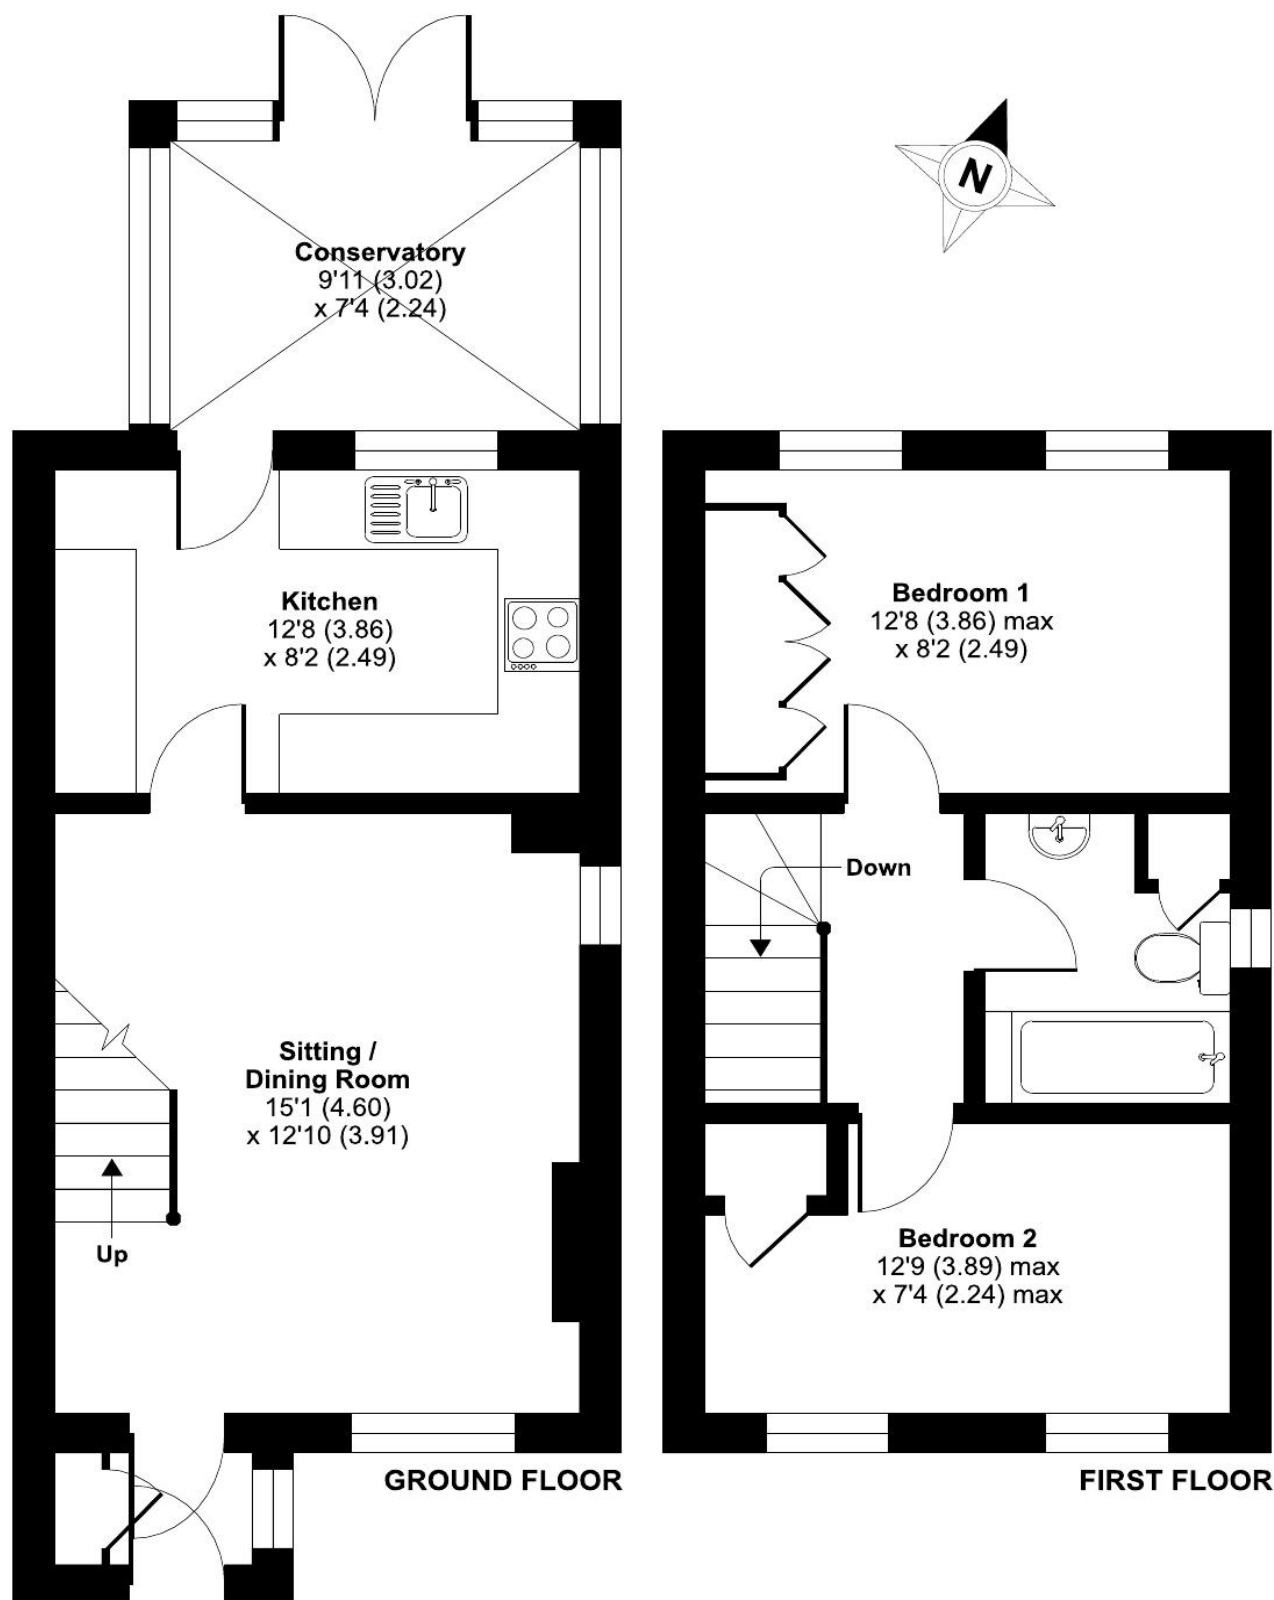 N
Conservatory
9'11 (3.02)
x 7'4 (2.24)
Kitchen
12'8 (3.86)
x 8'2 (2.49)
Sitting /
Dining Room
15'1 (4.60)
x 12'10 (3.91)
Up
GROUND FLOOR
Bedroom 1
12'8 (3.86) max
x 8'2 (2.49)
Down
Bedroom 2
12'9 (3.89) max
x 7'4 (2.24) max
FIRST FLOOR